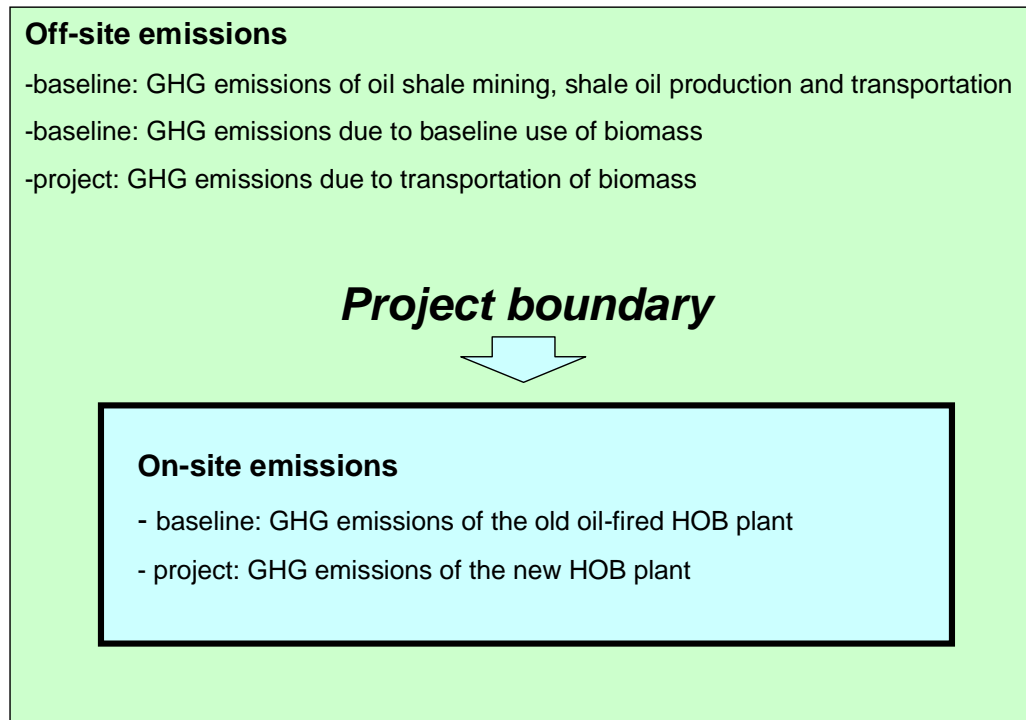 Off-site emissions
-baseline: GHG emissions of oil shale mining, shale oil production and transportation
-baseline: GHG emissions due to baseline use of biomass
-project: GHG emissions due to transportation of biomass
Project boundary
On-site emissions
- baseline: GHG emissions of the old oil-fired HOB plant
- project: GHG emissions of the new HOB plant